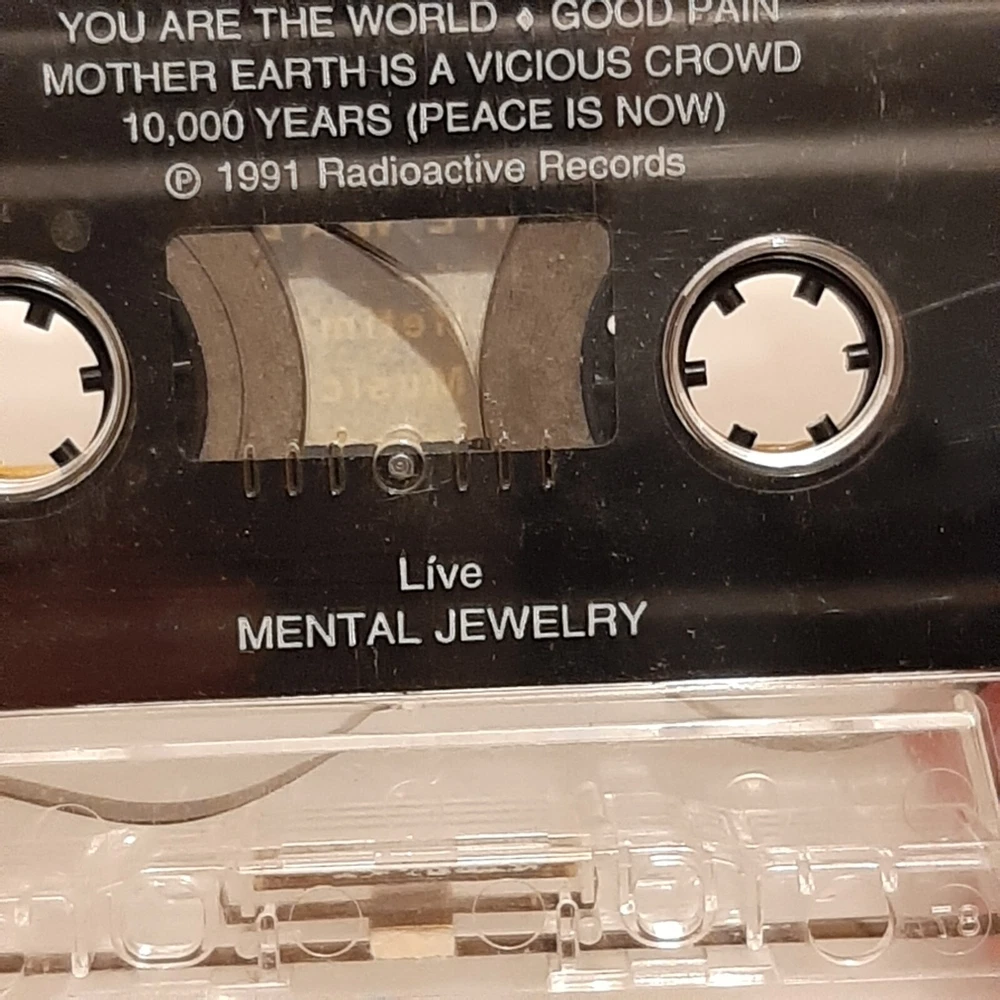 YOU ARE THE WORLD ♦ GOOD PAIN
MOTHER EARTH IS A VICIOUS CROWD
10,000 YEARS (PEACE IS NOW)
℗ 1991 Radioactive Records
Líve
MENTAL JEWELRY